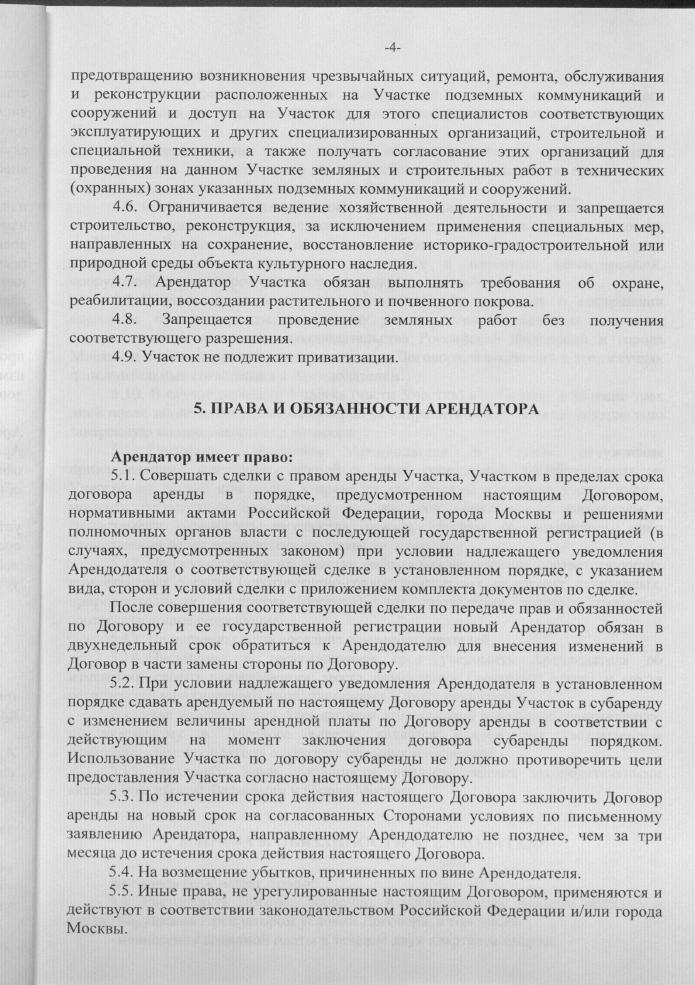 -4-
предотвращению возникновения чрезвычайных ситуаций, ремонта, обслуживания
и реконструкции расположенных на Участке подземных коммуникаций и
сооружений и доступ на Участок для этого специалистов соответствующих
эксплуатирующих и других специализированных организаций, строительной и
специальной техники, а также получать согласование этих организаций для
проведения на данном Участке земляных и строительных работ в технических
(охранных) зонах указанных подземных коммуникаций и сооружений.
4.6. Ограничивается ведение хозяйственной деятельности и запрещается
строительство, реконструкция, за исключением применения специальных мер,
направленных на сохранение, восстановление историко-градостроительной или
природной среды объекта культурного наследия.
4.7. Арендатор Участка обязан выполнять требования об охране,
реабилитации, воссоздании растительного и почвенного покрова.
4.8. Запрещается проведение земляных работ без получения
соответствующего разрешения.
4.9. Участок не подлежит приватизации.
5. ПРАВА И ОБЯЗАННОСТИ АРЕНДАТОРА
Арендатор имеет право:
5.1. Совершать сделки с правом аренды Участка, Участком в пределах срока
договора аренды в порядке, предусмотренном настоящим Договором,
нормативными актами Российской Федерации, города Москвы и решениями
полномочных органов власти с последующей государственной регистрацией (в
случаях, предусмотренных законом) при условии надлежащего уведомления
Арендодателя о соответствующей сделке в установленном порядке, с указанием
вида, сторон и условий сделки с приложением комплекта документов по сделке.
После совершения соответствующей сделки по передаче прав и обязанностей
по Договору и ее государственной регистрации новый Арендатор обязан в
двухнедельный срок обратиться к Арендодателю для внесения изменений в
Договор в части замены стороны по Договору.
5.2. При условии надлежащего уведомления Арендодателя в установленном
порядке сдавать арендуемый по настоящему Договору аренды Участок в субаренду
с изменением величины арендной платы по Договору аренды в соответствии с
действующим на момент заключения договора субаренды порядком.
Использование Участка по договору субаренды не должно противоречить цели
предоставления Участка согласно настоящему Договору.
5.3. По истечении срока действия настоящего Договора заключить Договор
аренды на новый срок на согласованных Сторонами условиях по письменному
заявлению Арендатора, направленному Арендодателю не позднее, чем за три
месяца до истечения срока действия настоящего Договора.
5.4. На возмещение убытков, причиненных по вине Арендодателя.
5.5. Иные права, не урегулированные настоящим Договором, применяются и
действуют в соответствии законодательством Российской Федерации и/или города
Москвы.